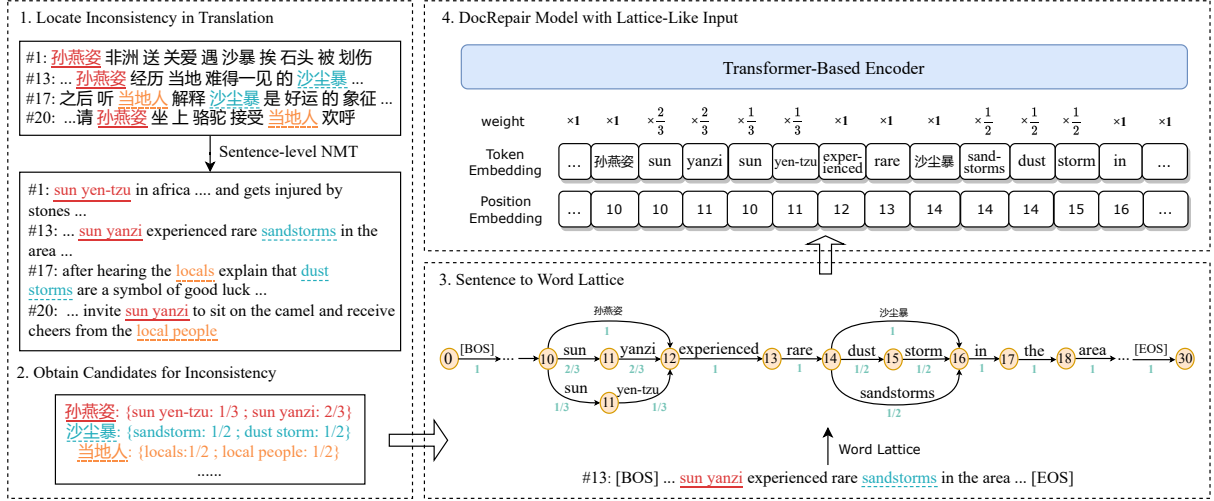 1. Locate Inconsistency in Translation
#1: 孙燕姿 非洲 送 关爱 遇 沙暴 挨 石头 被 划伤
#13: ... 孙燕姿 经历 当地 难得一见 的 沙尘暴 ...
#17: 之后 听 当地人 解释 沙尘暴 是 好运 的 象征 ...
#20: ...请 孙燕姿 坐 上 骆驼 接受 当地人 欢呼
Sentence-level NMT
#1: sun yen-tzu in africa .... and gets injured by
stones ...
#13: ... sun yanzi experienced rare sandstorms in the
area ...
#17: after hearing the locals explain that dust
storms are a symbol of good luck ...
#20: ... invite sun yanzi to sit on the camel and receive
cheers from the local people
2. Obtain Candidates for Inconsistency
孙燕姿: {sun yen-tzu: 1/3 ; sun yanzi: 2/3}
沙尘暴: {sandstorm: 1/2 ; dust storm: 1/2}
当地人: {locals:1/2 ; local people: 1/2}
......
4. DocRepair Model with Lattice-Like Input
Transformer-Based Encoder
weight ×1 ×1 ×2/3 ×2/3 ×1/3 ×1/3 ×1 ×1 ×1 ×1/2 ×1/2 ×1/2 ×1 ×1
Token
Embedding
... 孙燕姿 sun yanzi sun yen-tzu exper-
ienced rare 沙尘暴 sand-
storms dust storm in ...
Position
Embedding
... 10 10 11 10 11 12 13 14 14 14 15 16 ...
3. Sentence to Word Lattice
孙燕姿 沙尘暴
1 1
[BOS] sun yanzi experienced rare dust storm in the area [EOS]
0 ... 10 11 12 13 14 15 16 17 18 ... 30
1 2/3 2/3 1 1 1/2 1/2 1 1 1 1
sun 11 yen-tzu sandstorms
1/3 1/3 1/2
Word Lattice
#13: [BOS] ... sun yanzi experienced rare sandstorms in the area ... [EOS]